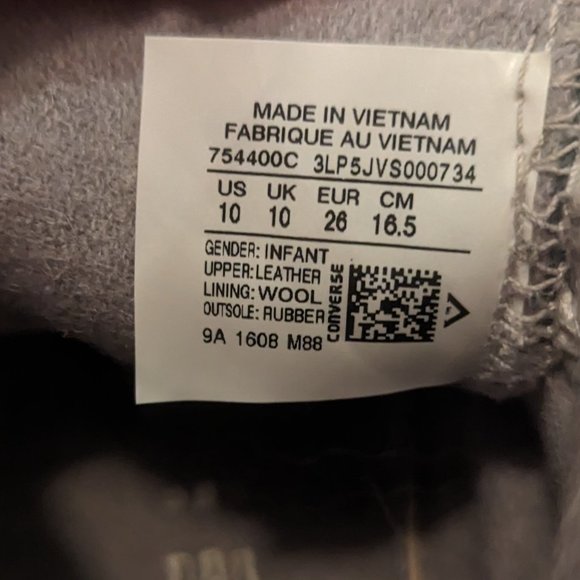 MADE IN VIETNAM
FABRIQUE AU VIETNAM
754400C 3LP5JVS000734
US UK EUR CM
10 10 26 16.5
GENDER: INFANT
UPPER: LEATHER
LINING: WOOL
OUTSOLE: RUBBER
CONVERSE
9A 1608 M88